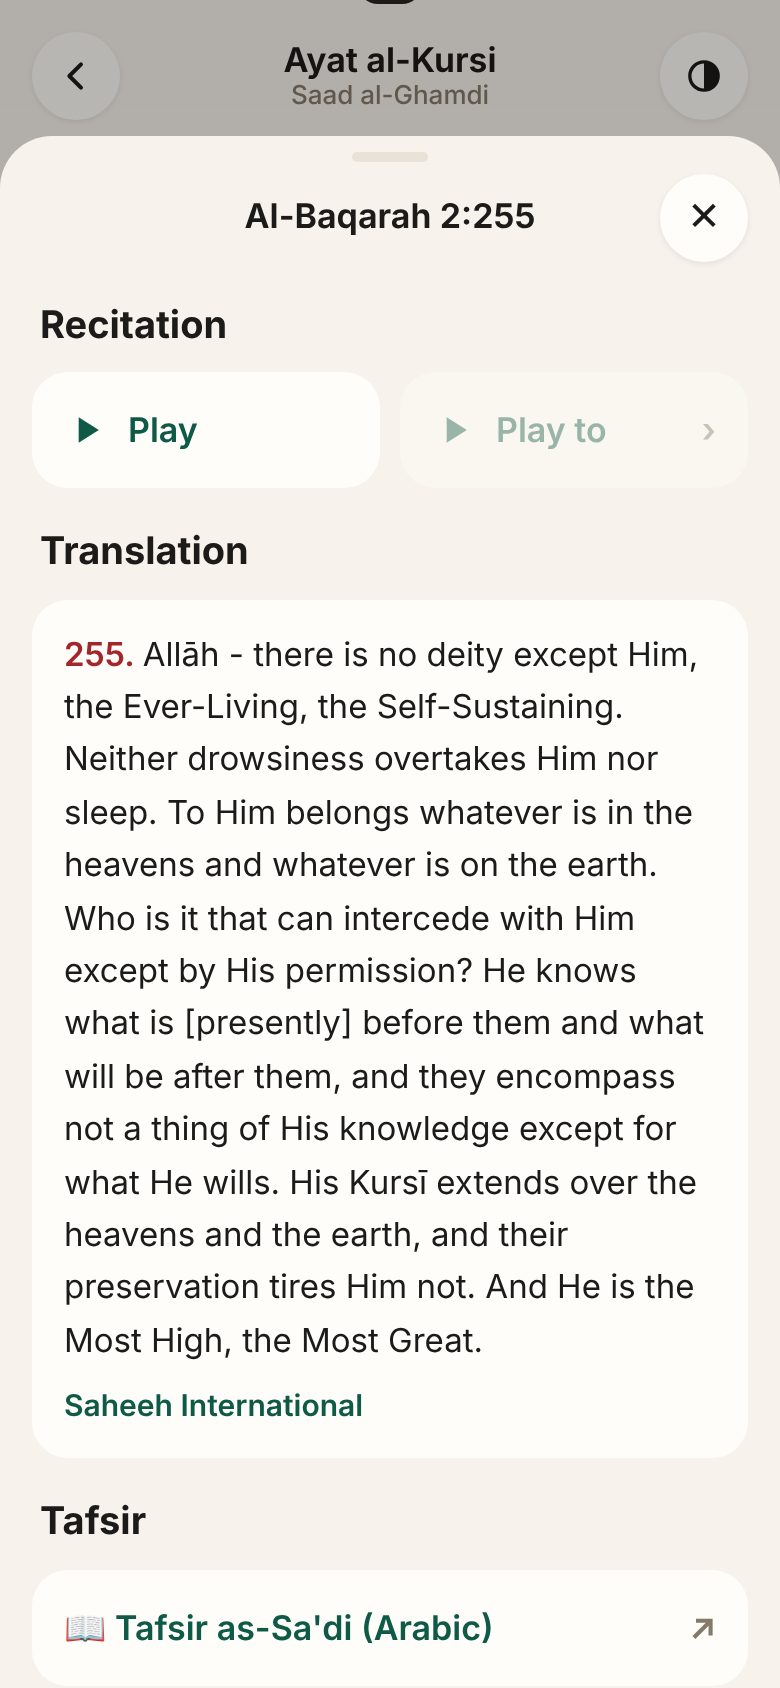 Ayat al-Kursi
Saad al-Ghamdi
Al-Baqarah 2:255
Recitation
Play
Play to
Translation
255. Allāh - there is no deity except Him,
the Ever-Living, the Self-Sustaining.
Neither drowsiness overtakes Him nor
sleep. To Him belongs whatever is in the
heavens and whatever is on the earth.
Who is it that can intercede with Him
except by His permission? He knows
what is [presently] before them and what
will be after them, and they encompass
not a thing of His knowledge except for
what He wills. His Kursī extends over the
heavens and the earth, and their
preservation tires Him not. And He is the
Most High, the Most Great.
Saheeh International
Tafsir
Tafsir as-Sa'di (Arabic)